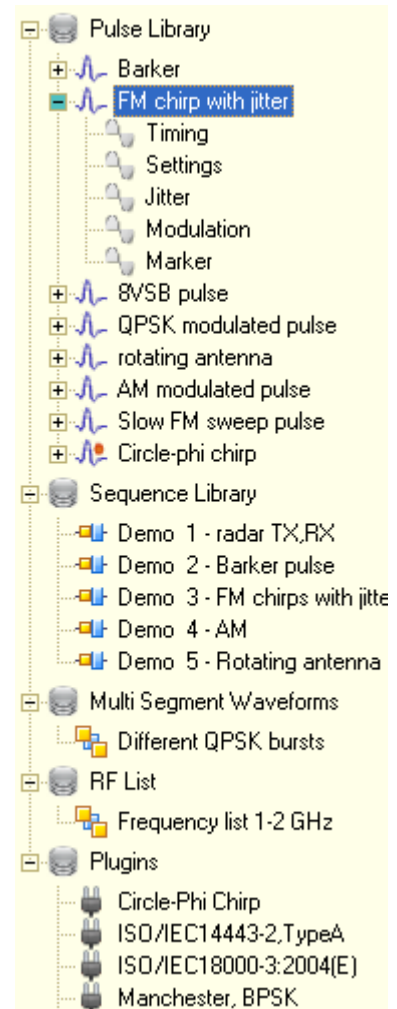 Pulse Library
Barker
FM chirp with jitter
Timing
Settings
Jitter
Modulation
Marker
8VSB pulse
QPSK modulated pulse
rotating antenna
AM modulated pulse
Slow FM sweep pulse
Circle-phi chirp
Sequence Library
Demo 1 - radar TX,RX
Demo 2 - Barker pulse
Demo 3 - FM chirps with jitte
Demo 4 - AM
Demo 5 - Rotating antenna
Multi Segment Waveforms
Different QPSK bursts
RF List
Frequency list 1-2 GHz
Plugins
Circle-Phi Chirp
ISO/IEC14443-2,TypeA
ISO/IEC18000-3:2004(E)
Manchester, BPSK